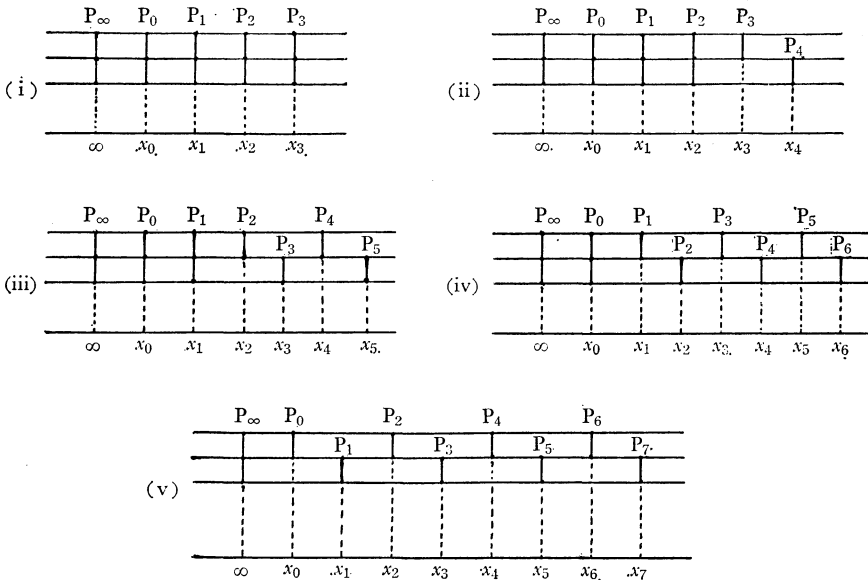 P∞ P0 P1 P2 P3
(i)
∞ x0 x1 x2 x3
P∞ P0 P1 P2 P3
P4
(ii)
∞ x0 x1 x2 x3 x4
P∞ P0 P1 P2 P4
P3 P5
(iii)
∞ x0 x1 x2 x3 x4 x5
P∞ P0 P1 P3 P5
P2 P4 P6
(iv)
∞ x0 x1 x2 x3 x4 x5 x6
P∞ P0 P2 P4 P6
P1 P3 P5 P7
(v)
∞ x0 x1 x2 x3 x4 x5 x6 x7